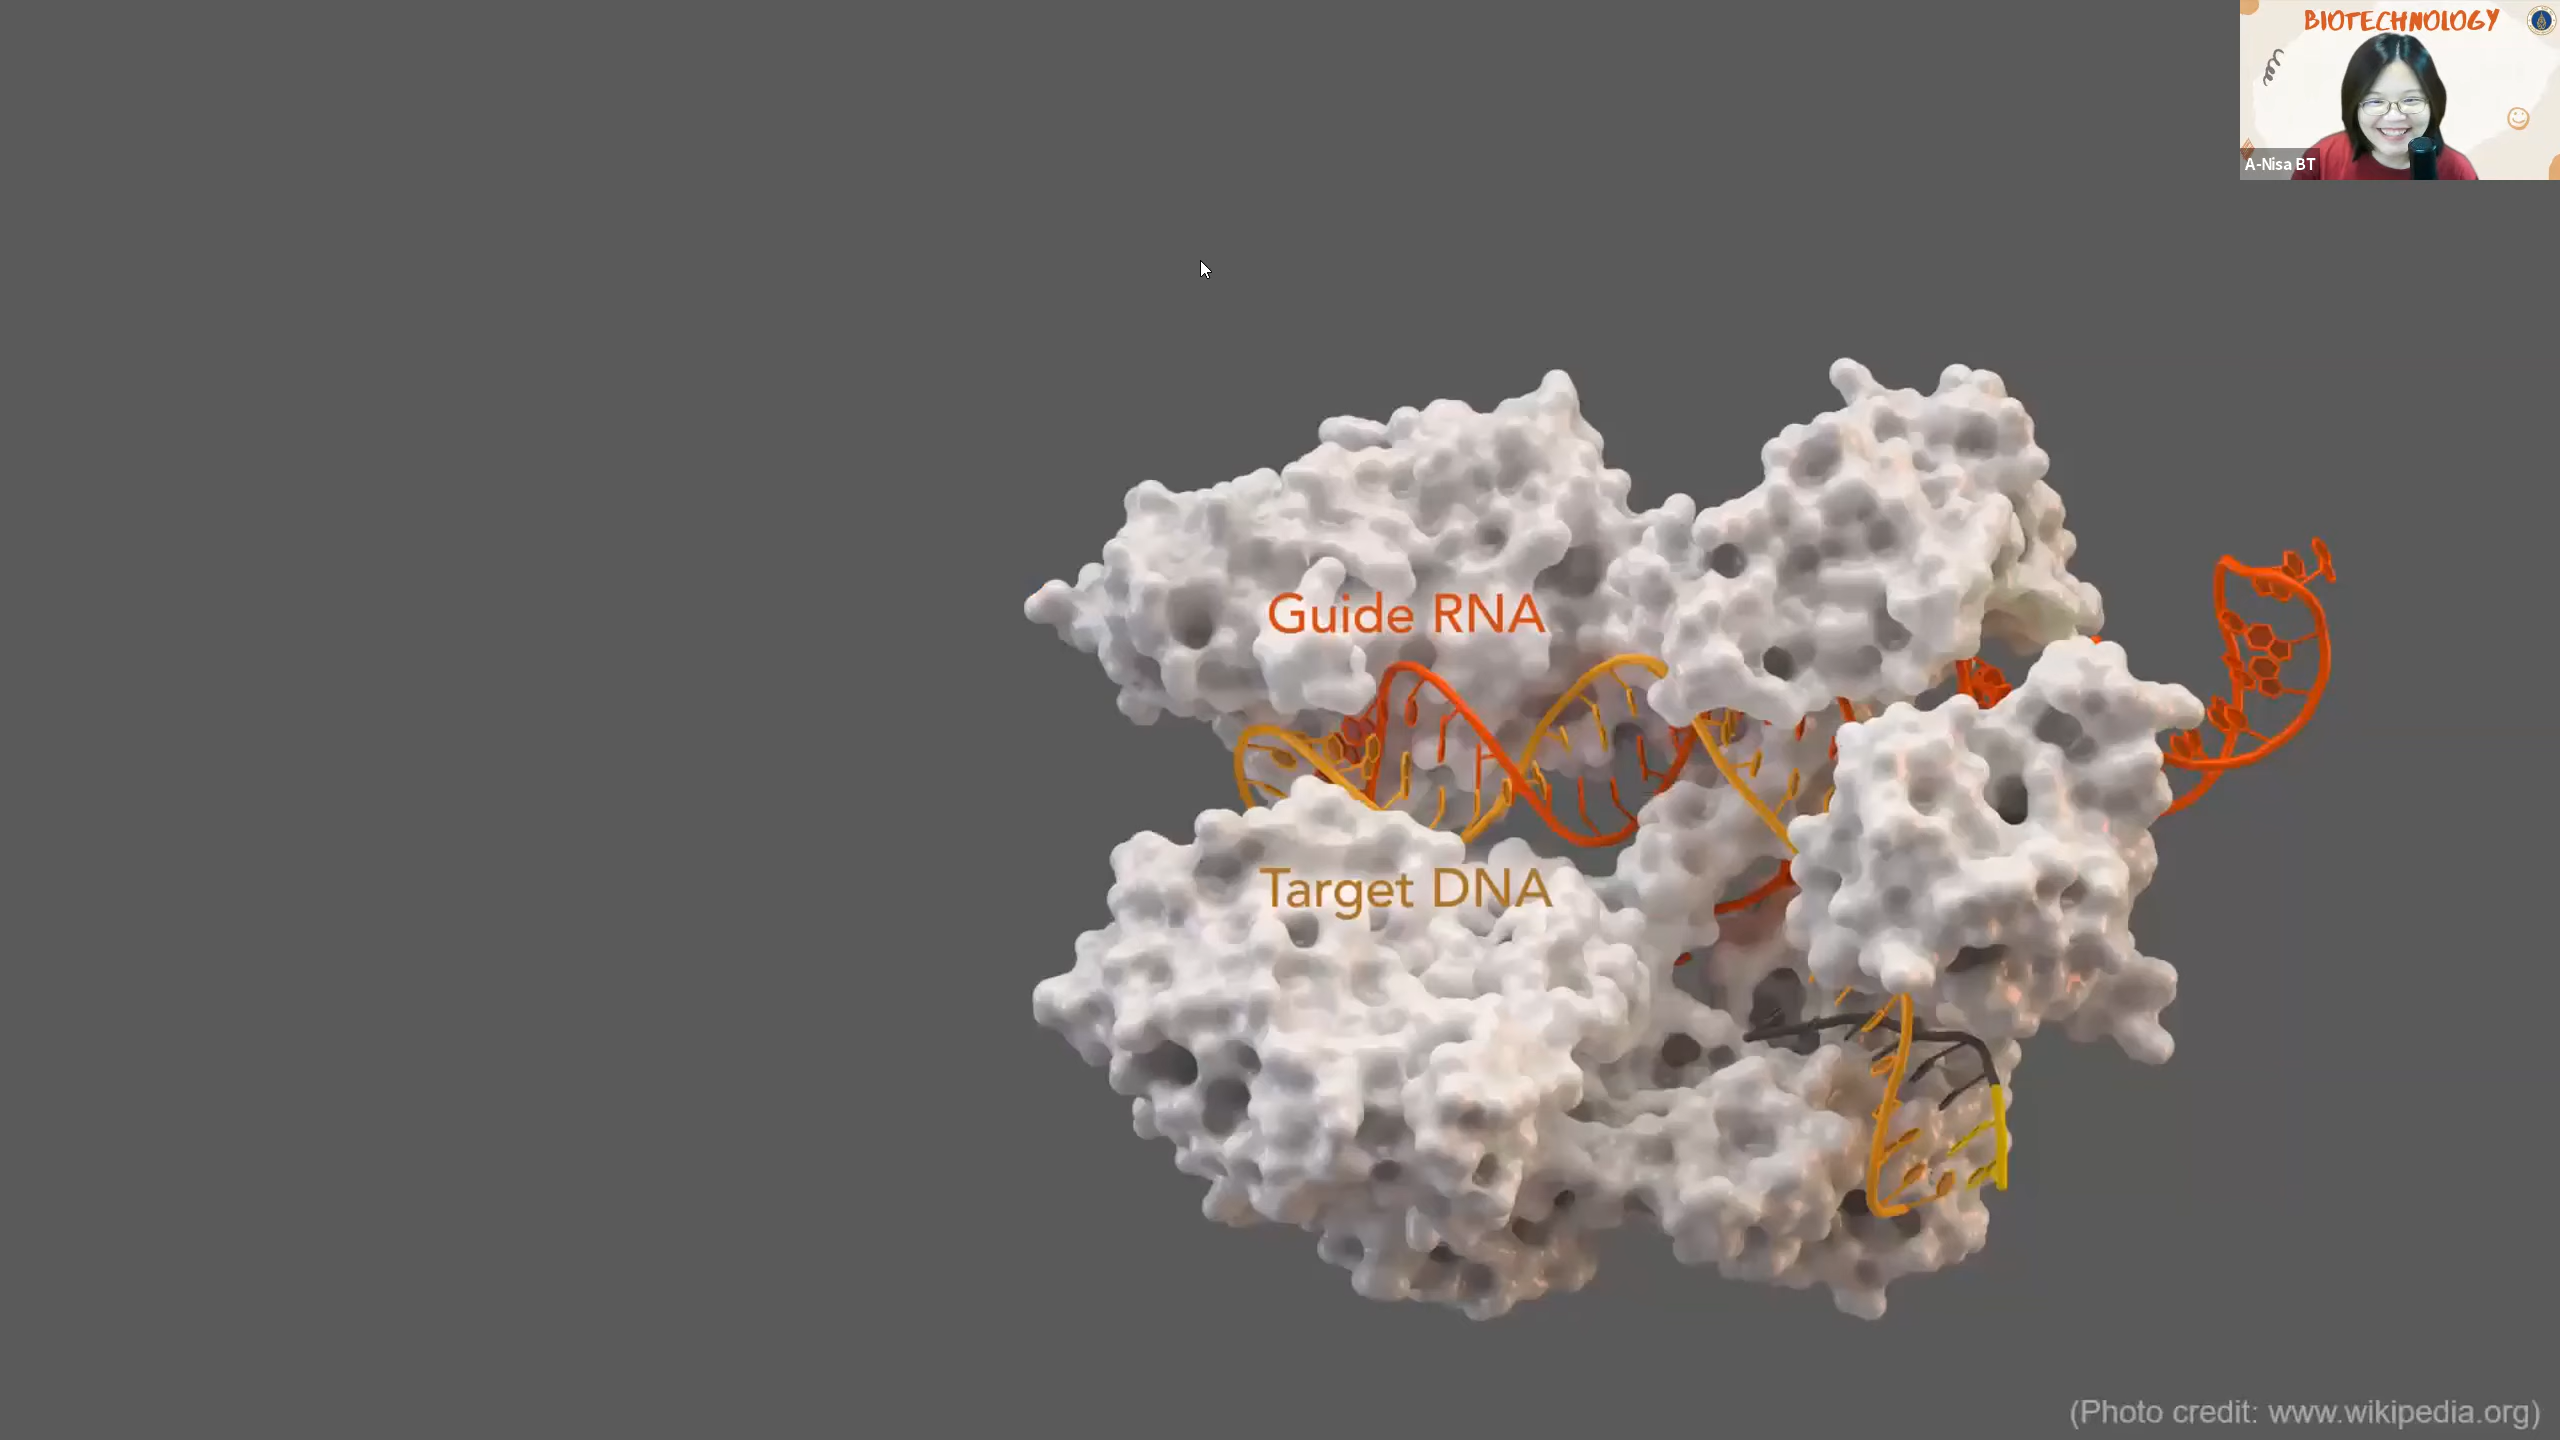 BIOTECHNOLOGY
A-Nisa BT
Guide RNA
Target DNA
(Photo credit: www.wikipedia.org)